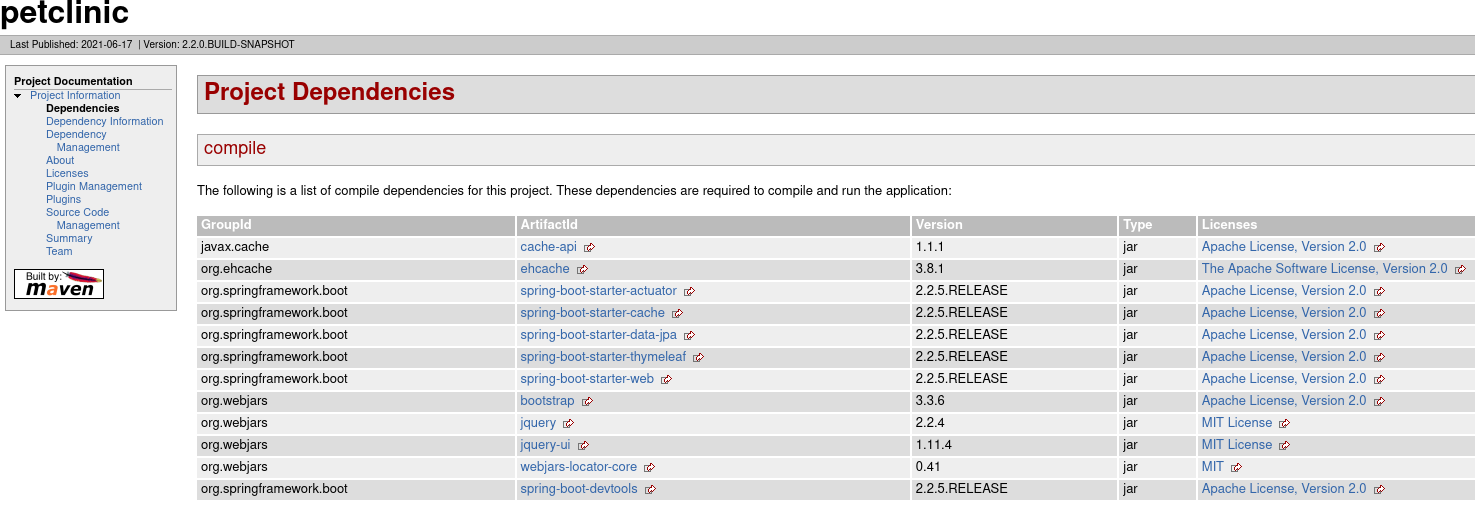 petclinic
Last Published: 2021-06-17 | Version: 2.2.0.BUILD-SNAPSHOT
Project Documentation
Project Information
Dependencies
Dependency Information
Dependency
Management
About
Licenses
Plugin Management
Plugins
Source Code
Management
Summary
Team
Built by:
maven
Project Dependencies
compile
The following is a list of compile dependencies for this project. These dependencies are required to compile and run the application:
GroupId ArtifactId Version Type Licenses
javax.cache cache-api 1.1.1 jar Apache License, Version 2.0
org.ehcache ehcache 3.8.1 jar The Apache Software License, Version 2.0
org.springframework.boot spring-boot-starter-actuator 2.2.5.RELEASE jar Apache License, Version 2.0
org.springframework.boot spring-boot-starter-cache 2.2.5.RELEASE jar Apache License, Version 2.0
org.springframework.boot spring-boot-starter-data-jpa 2.2.5.RELEASE jar Apache License, Version 2.0
org.springframework.boot spring-boot-starter-thymeleaf 2.2.5.RELEASE jar Apache License, Version 2.0
org.springframework.boot spring-boot-starter-web 2.2.5.RELEASE jar Apache License, Version 2.0
org.webjars bootstrap 3.3.6 jar Apache License, Version 2.0
org.webjars jquery 2.2.4 jar MIT License
org.webjars jquery-ui 1.11.4 jar MIT License
org.webjars webjars-locator-core 0.41 jar MIT
org.springframework.boot spring-boot-devtools 2.2.5.RELEASE jar Apache License, Version 2.0